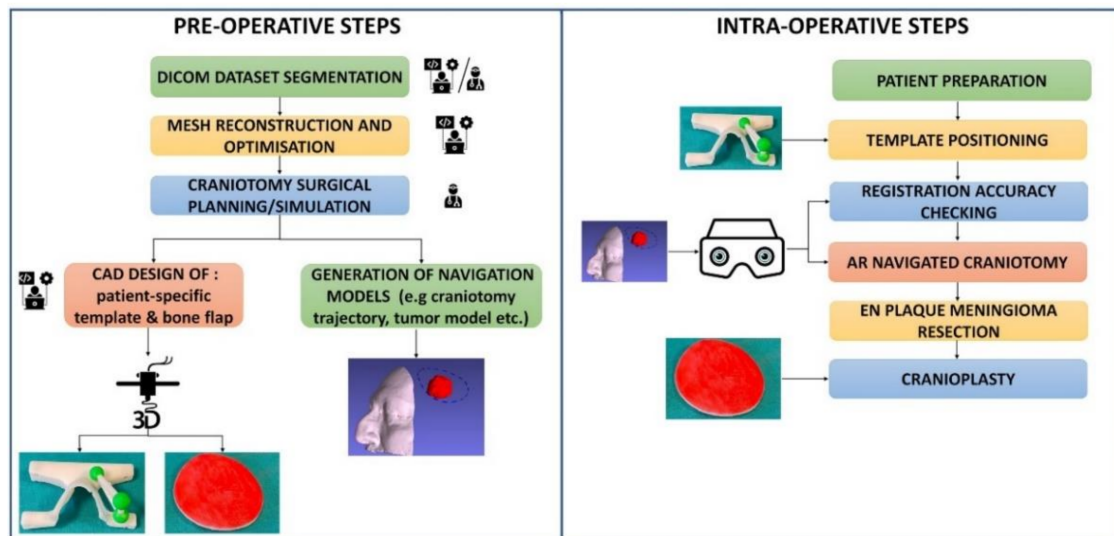 PRE-OPERATIVE STEPS
DICOM DATASET SEGMENTATION
MESH RECONSTRUCTION AND
OPTIMISATION
CRANIOTOMY SURGICAL
PLANNING/SIMULATION
CAD DESIGN OF :
patient-specific
template & bone flap
GENERATION OF NAVIGATION
MODELS (e.g craniotomy
trajectory, tumor model etc.)
3D
INTRA-OPERATIVE STEPS
PATIENT PREPARATION
TEMPLATE POSITIONING
REGISTRATION ACCURACY
CHECKING
AR NAVIGATED CRANIOTOMY
EN PLAQUE MENINGIOMA
RESECTION
CRANIOPLASTY